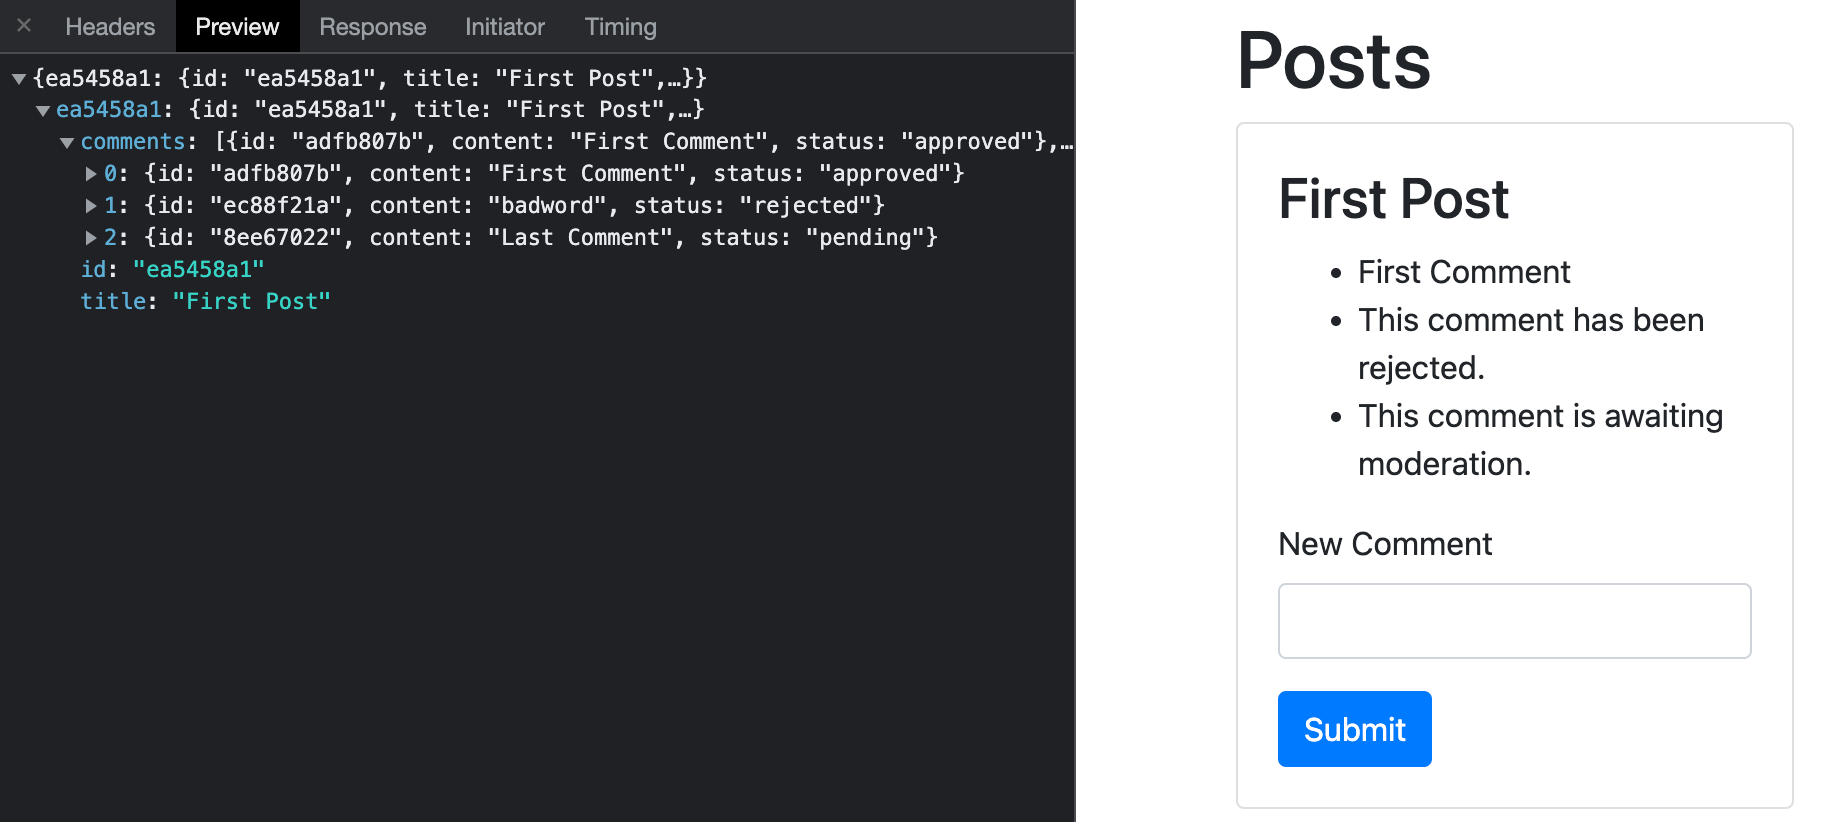 Headers Preview Response Initiator Timing
{ea5458a1: {id: "ea5458a1", title: "First Post",…}}
ea5458a1: {id: "ea5458a1", title: "First Post",…}
comments: [{id: "adfb807b", content: "First Comment", status: "approved"},…
0: {id: "adfb807b", content: "First Comment", status: "approved"}
1: {id: "ec88f21a", content: "badword", status: "rejected"}
2: {id: "8ee67022", content: "Last Comment", status: "pending"}
id: "ea5458a1"
title: "First Post"
Posts
First Post
• First Comment
• This comment has been
rejected.
• This comment is awaiting
moderation.
New Comment
Submit